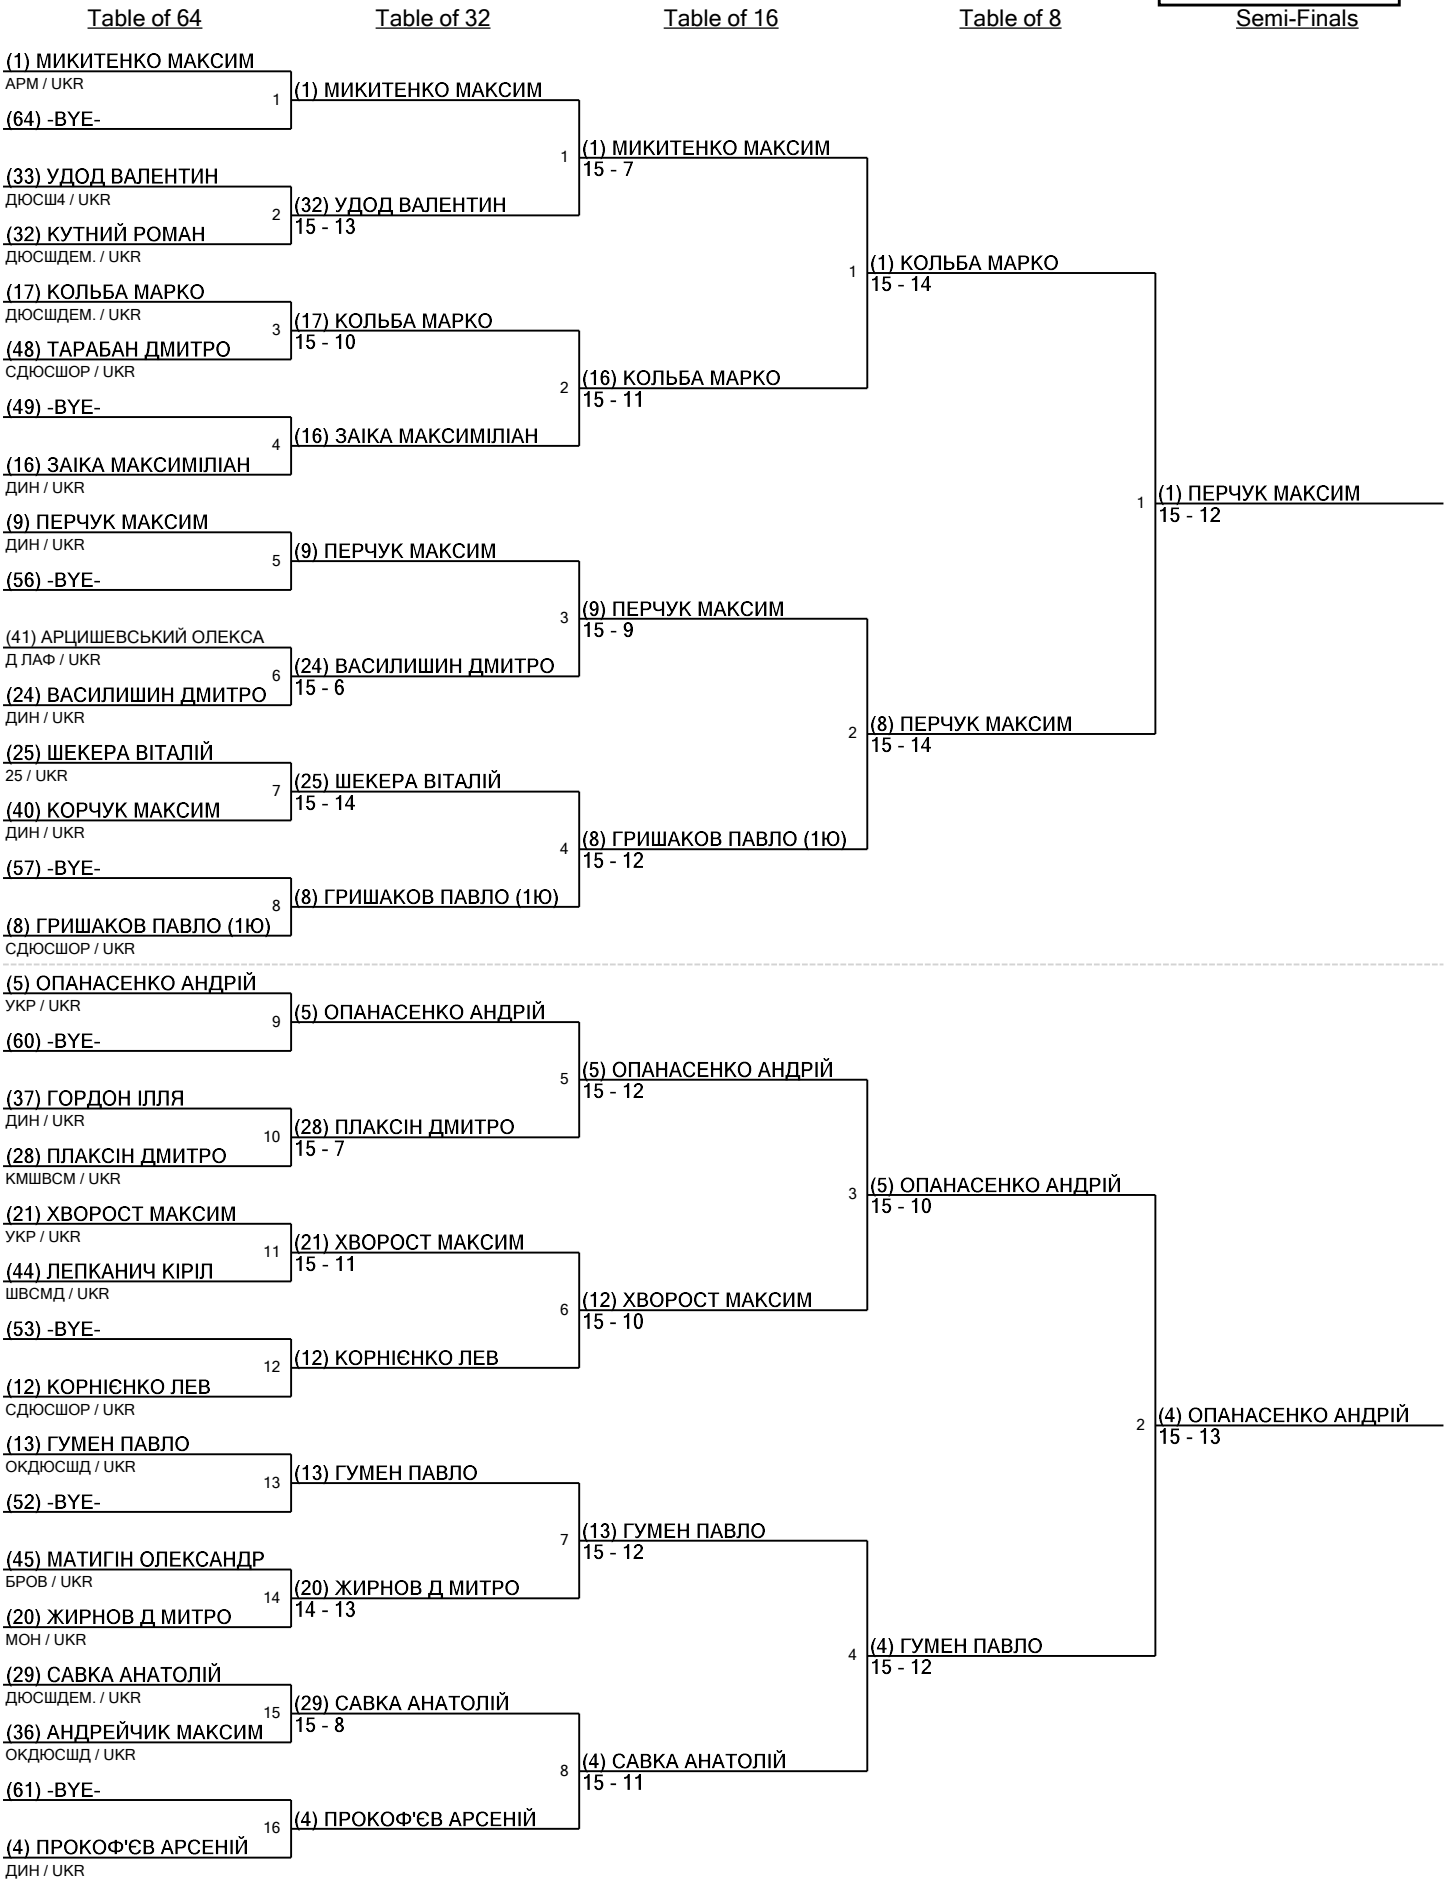 Table of 64
Table of 32
Table of 16
Table of 8
Semi-Finals
(1) МИКИТЕНКО МАКСИМ
АРМ / UKR
1
(64) -BYE-
(33) УДОД ВАЛЕНТИН
ДЮСШ4 / UKR
2
(32) КУТНИЙ РОМАН
ДЮСШДЕМ. / UKR
(17) КОЛЬБА МАРКО
ДЮСШДЕМ. / UKR
3
(48) ТАРАБАН ДМИТРО
СДЮСШОР / UKR
(49) -BYE-
4
(16) ЗАІКА МАКСИМІЛІАН
ДИН / UKR
(9) ПЕРЧУК МАКСИМ
ДИН / UKR
5
(56) -BYE-
(41) АРЦИШЕВСЬКИЙ ОЛЕКСА
Д ЛАФ / UKR
6
(24) ВАСИЛИШИН ДМИТРО
ДИН / UKR
(25) ШЕКЕРА ВІТАЛІЙ
25 / UKR
7
(40) КОРЧУК МАКСИМ
ДИН / UKR
(57) -BYE-
8
(8) ГРИШАКОВ ПАВЛО (1Ю)
СДЮСШОР / UKR
(5) ОПАНАСЕНКО АНДРІЙ
УКР / UKR
9
(60) -BYE-
(37) ГОРДОН ІЛЛЯ
ДИН / UKR
10
(28) ПЛАКСІН ДМИТРО
КМШВСМ / UKR
(21) ХВОРОСТ МАКСИМ
УКР / UKR
11
(44) ЛЕПКАНИЧ КІРІЛ
ШВСМД / UKR
(53) -BYE-
12
(12) КОРНІЄНКО ЛЕВ
СДЮСШОР / UKR
(13) ГУМЕН ПАВЛО
ОКДЮСШД / UKR
13
(52) -BYE-
(45) МАТИГІН ОЛЕКСАНДР
БРОВ / UKR
14
(20) ЖИРНОВ Д МИТРО
МОН / UKR
(29) САВКА АНАТОЛІЙ
ДЮСШДЕМ. / UKR
15
(36) АНДРЕЙЧИК МАКСИМ
ОКДЮСШД / UKR
(61) -BYE-
16
(4) ПРОКОФ'ЄВ АРСЕНІЙ
ДИН / UKR
(1) МИКИТЕНКО МАКСИМ
1
(32) УДОД ВАЛЕНТИН
15 - 13
(17) КОЛЬБА МАРКО
15 - 10
2
(16) ЗАІКА МАКСИМІЛІАН
(9) ПЕРЧУК МАКСИМ
3
(24) ВАСИЛИШИН ДМИТРО
15 - 6
(25) ШЕКЕРА ВІТАЛІЙ
15 - 14
4
(8) ГРИШАКОВ ПАВЛО (1Ю)
(5) ОПАНАСЕНКО АНДРІЙ
5
(28) ПЛАКСІН ДМИТРО
15 - 7
(21) ХВОРОСТ МАКСИМ
15 - 11
6
(12) КОРНІЄНКО ЛЕВ
(13) ГУМЕН ПАВЛО
7
(20) ЖИРНОВ Д МИТРО
14 - 13
(29) САВКА АНАТОЛІЙ
15 - 8
8
(4) ПРОКОФ'ЄВ АРСЕНІЙ
(1) МИКИТЕНКО МАКСИМ
15 - 7
1
(16) КОЛЬБА МАРКО
15 - 11
(9) ПЕРЧУК МАКСИМ
15 - 9
2
(8) ГРИШАКОВ ПАВЛО (1Ю)
15 - 12
(5) ОПАНАСЕНКО АНДРІЙ
15 - 12
3
(12) ХВОРОСТ МАКСИМ
15 - 10
(13) ГУМЕН ПАВЛО
15 - 12
4
(4) САВКА АНАТОЛІЙ
15 - 11
(1) КОЛЬБА МАРКО
15 - 14
1
(8) ПЕРЧУК МАКСИМ
15 - 14
(5) ОПАНАСЕНКО АНДРІЙ
15 - 10
2
(4) ГУМЕН ПАВЛО
15 - 12
(1) ПЕРЧУК МАКСИМ
15 - 12
(4) ОПАНАСЕНКО АНДРІЙ
15 - 13